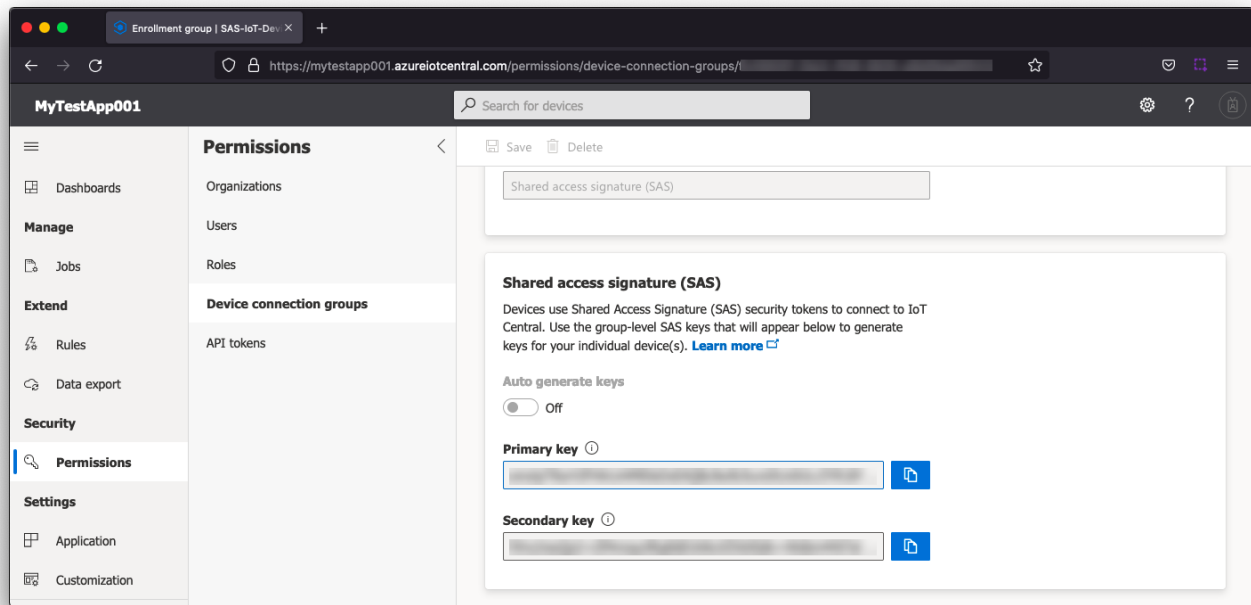 Enrollment group | SAS-IoT-Dev
https://mytestapp001.azureiotcentral.com/permissions/device-connection-groups/
MyTestApp001
Search for devices
Dashboards
Manage
Jobs
Extend
Rules
Data export
Security
Permissions
Settings
Application
Customization
Permissions
Organizations
Users
Roles
Device connection groups
API tokens
Save Delete
Shared access signature (SAS)
Shared access signature (SAS)
Devices use Shared Access Signature (SAS) security tokens to connect to IoT
Central. Use the group-level SAS keys that will appear below to generate
keys for your individual device(s). Learn more
Auto generate keys
Off
Primary key
Secondary key